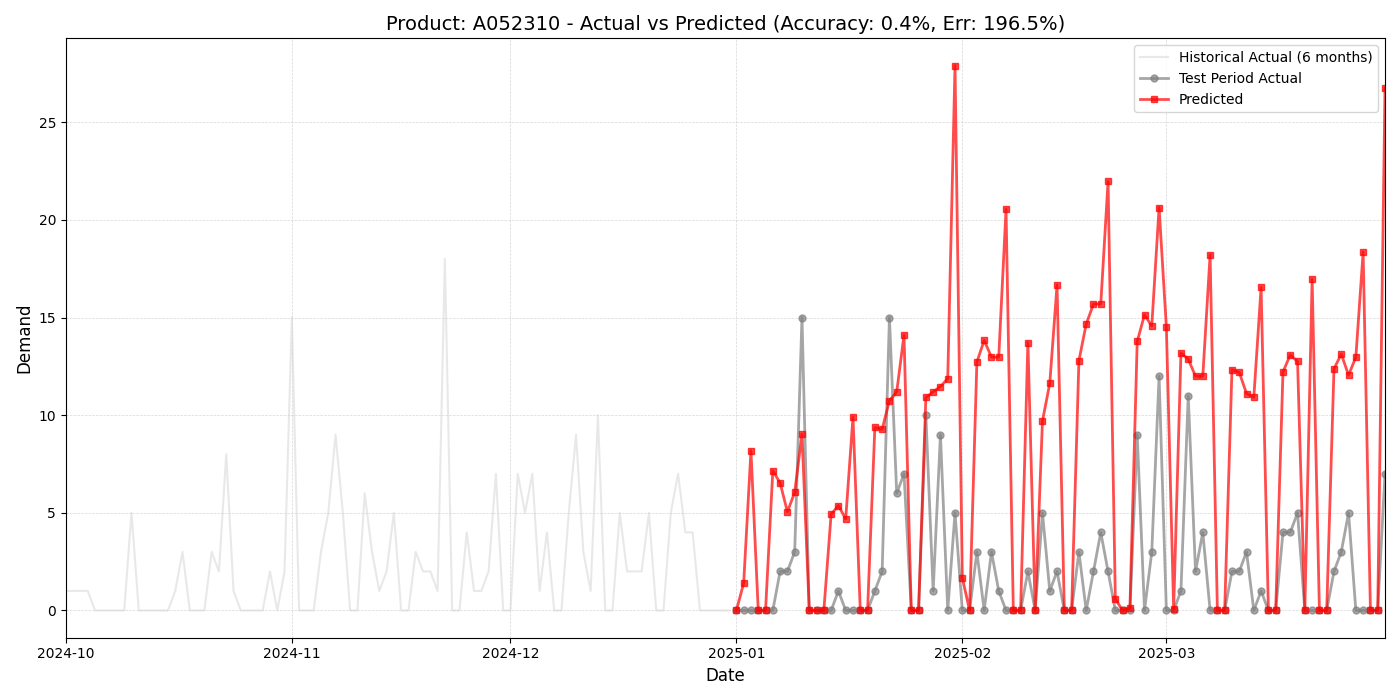 Product: A052310 - Actual vs Predicted (Accuracy: 0.4%, Err: 196.5%)
Historical Actual (6 months)
Test Period Actual
Predicted
Demand
25
20
15
10
5
0
2024-10
2024-11
2024-12
2025-01
2025-02
2025-03
Date